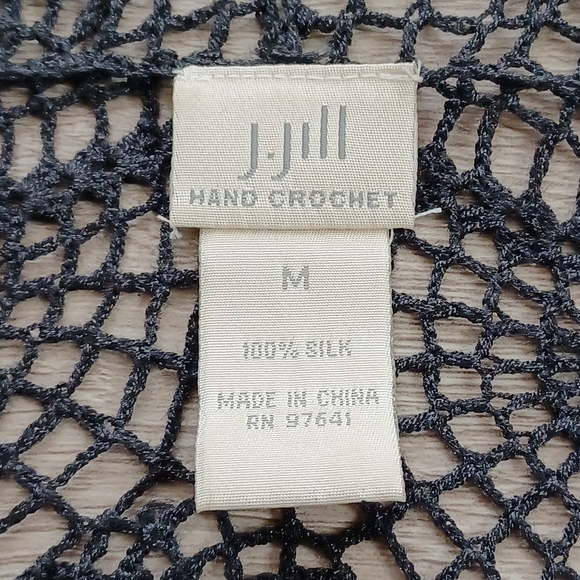 J.Jill
HAND CROCHET
M
100% SILK
MADE IN CHINA
RN 97641